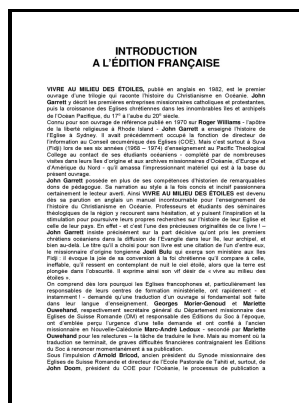 INTRODUCTION
A L'ÉDITION FRANÇAISE
VIVRE AU MILIEU DES ÉTOILES, publié en anglais en 1982, est le premier
ouvrage d'une trilogie qui raconte l'histoire du Christianisme en Océanie. John
Garrett y décrit les premières entreprises missionnaires catholiques et protestantes,
puis la croissance des Eglises chrétiennes dans les innombrables îles et archipels
de l'Océan Pacifique, du 17e à l'aube du 20e siècle.
Connu pour son ouvrage de référence publié en 1970 sur Roger Williams - l'apôtre
de la liberté religieuse à Rhode Island - John Garrett a enseigné l'histoire de
l'Eglise à Sydney. Il avait précédemment occupé la fonction de directeur de
l'information au Conseil œcuménique des Eglises (COE). Mais c'est surtout à Suva
(Fidji) lors de ses six années (1968 – 1974) d'enseignement au Pacific Theological
College au contact de ses étudiants océaniens - complété par de nombreuses
visites dans leurs îles d'origine et aux archives missionnaires d'Océanie, d'Europe et
d'Amérique du Nord - qu'il amassa l'impressionnant matériel qui est à la base du
présent ouvrage.
John Garrett possède en plus de ses compétences d'historien de remarquables
dons de pédagogue. Sa narration au style à la fois concis et incisif passionnera
certainement le lecteur averti. Ainsi VIVRE AU MILIEU DES ETOILES est devenu
dès sa parution en anglais un manuel incontournable pour l'enseignement de
l'histoire du Christianisme en Océanie. Professeurs et étudiants des séminaires
théologiques de la région y recourent sans hésitation, et y puisent l'inspiration et la
stimulation pour poursuivre leurs propres recherches sur l'histoire de leur Eglise et
celle de leur pays. En effet - et c'est l'une des précieuses originalités de ce livre ! –
John Garrett insiste précisément sur la part décisive qu'ont pris les premiers
chrétiens océaniens dans la diffusion de l'Evangile dans leur île, leur archipel, et
bien au-delà. Le titre qu'il a choisi pour son livre est une citation de l'un d'entre eux,
le missionnaire d'origine tongienne Joeli Bulu qui exerça son ministère aux îles
Fidji : il évoque la joie de sa conversion à la foi chrétienne qu'il compare à celle,
ineffable, qu'il ressent en contemplant de nuit le ciel étoilé, alors que la terre est
plongée dans l'obscurité. Il exprime ainsi son vif désir de « vivre au milieu des
étoiles ».
On comprend dès lors pourquoi les Eglises francophones et, particulièrement les
responsables de leurs centres de formation ministérielle, ont rapidement - et
instamment ! - demandé qu'une traduction d'un ouvrage si fondamental soit faite
dans leur langue d'enseignement. Georges Morier-Genoud et Mariette
Ouwehand, respectivement secrétaire général du Département missionnaire des
Eglises de Suisse Romande (DM) et responsable des Editions du Soc à l'époque,
ont d'emblée perçu l'urgence d'une telle demande et ont confié à l'ancien
missionnaire en Nouvelle-Calédonie Marc-André Ledoux – secondé par Mariette
Ouwehand pour les relectures – la tâche de traduire le livre. Mais au moment où la
traduction se terminait, de graves difficultés financières contraignaient les Editions
du Soc à renoncer momentanément à sa publication.
Sous l'impulsion d'Arnold Bricod, ancien président du Synode missionnaire des
Eglises de Suisse Romande et directeur de l'Ecole Pastorale de Tahiti et, surtout, de
John Doom, président du COE pour l'Océanie, le processus de publication a